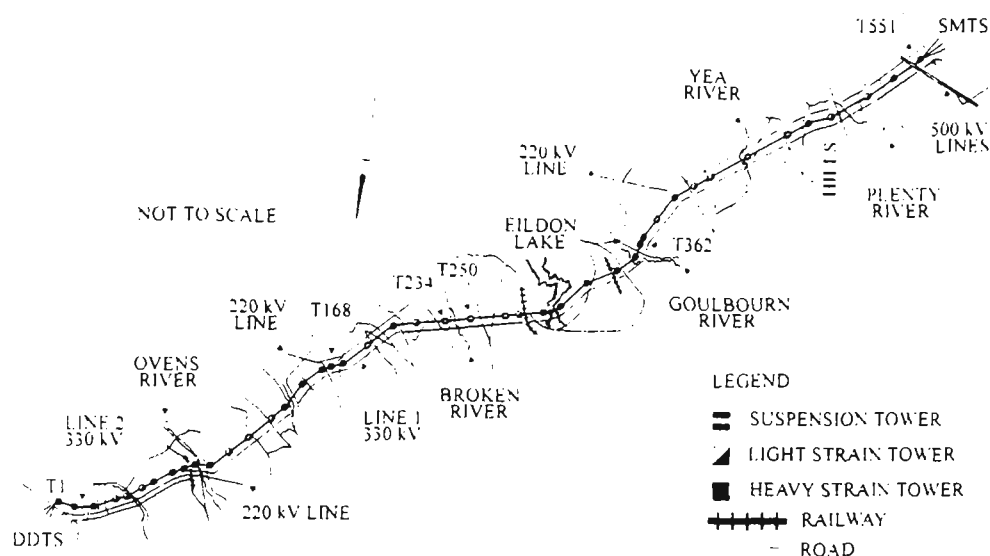 T551
SMTS
YEA
RIVER
500 kV
LINES
220 kV
LINE
HILLS
PLENTY
RIVER
NOT TO SCALE
EILDON
LAKE
T362
T250
T234
GOULBOURN
RIVER
220 kV
LINE
T168
OVENS
RIVER
BROKEN
RIVER
LEGEND
LINE 2
330 kV
LINE 1
330 kV
SUSPENSION TOWER
LIGHT STRAIN TOWER
T1
HEAVY STRAIN TOWER
220 kV LINE
RAILWAY
DDTS
ROAD